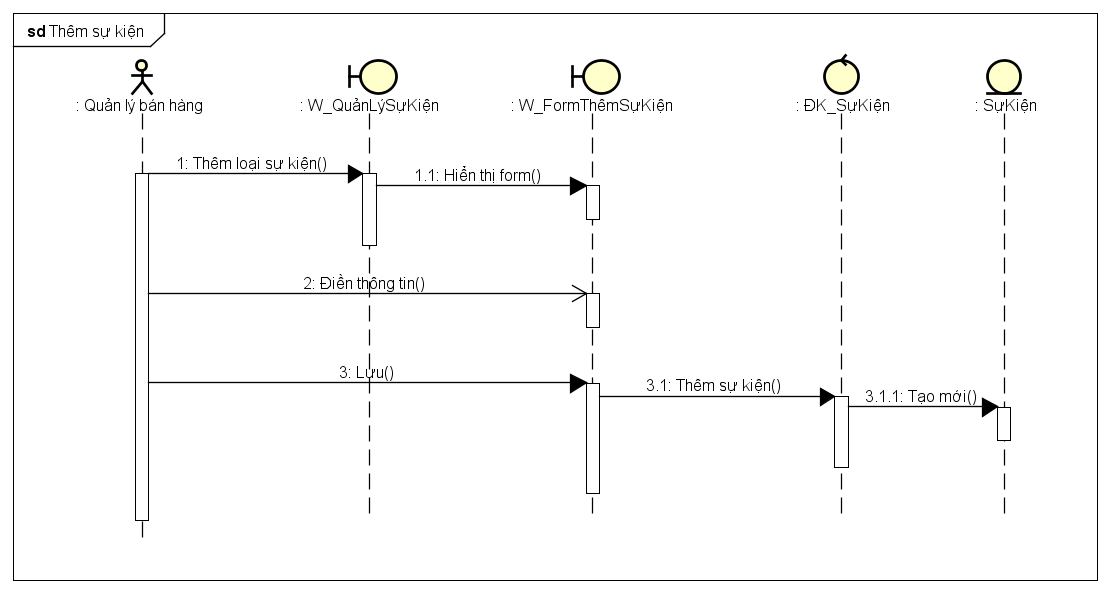 sd Thêm sự kiện
: Quản lý bán hàng
: W_QuảnLýSựKiện
: W_FormThêmSựKiện
: ĐK_SựKiện
: SựKiện
1: Thêm loại sự kiện()
1.1: Hiển thị form()
2: Điền thông tin()
3: Lưu()
3.1: Thêm sự kiện()
3.1.1: Tạo mới()